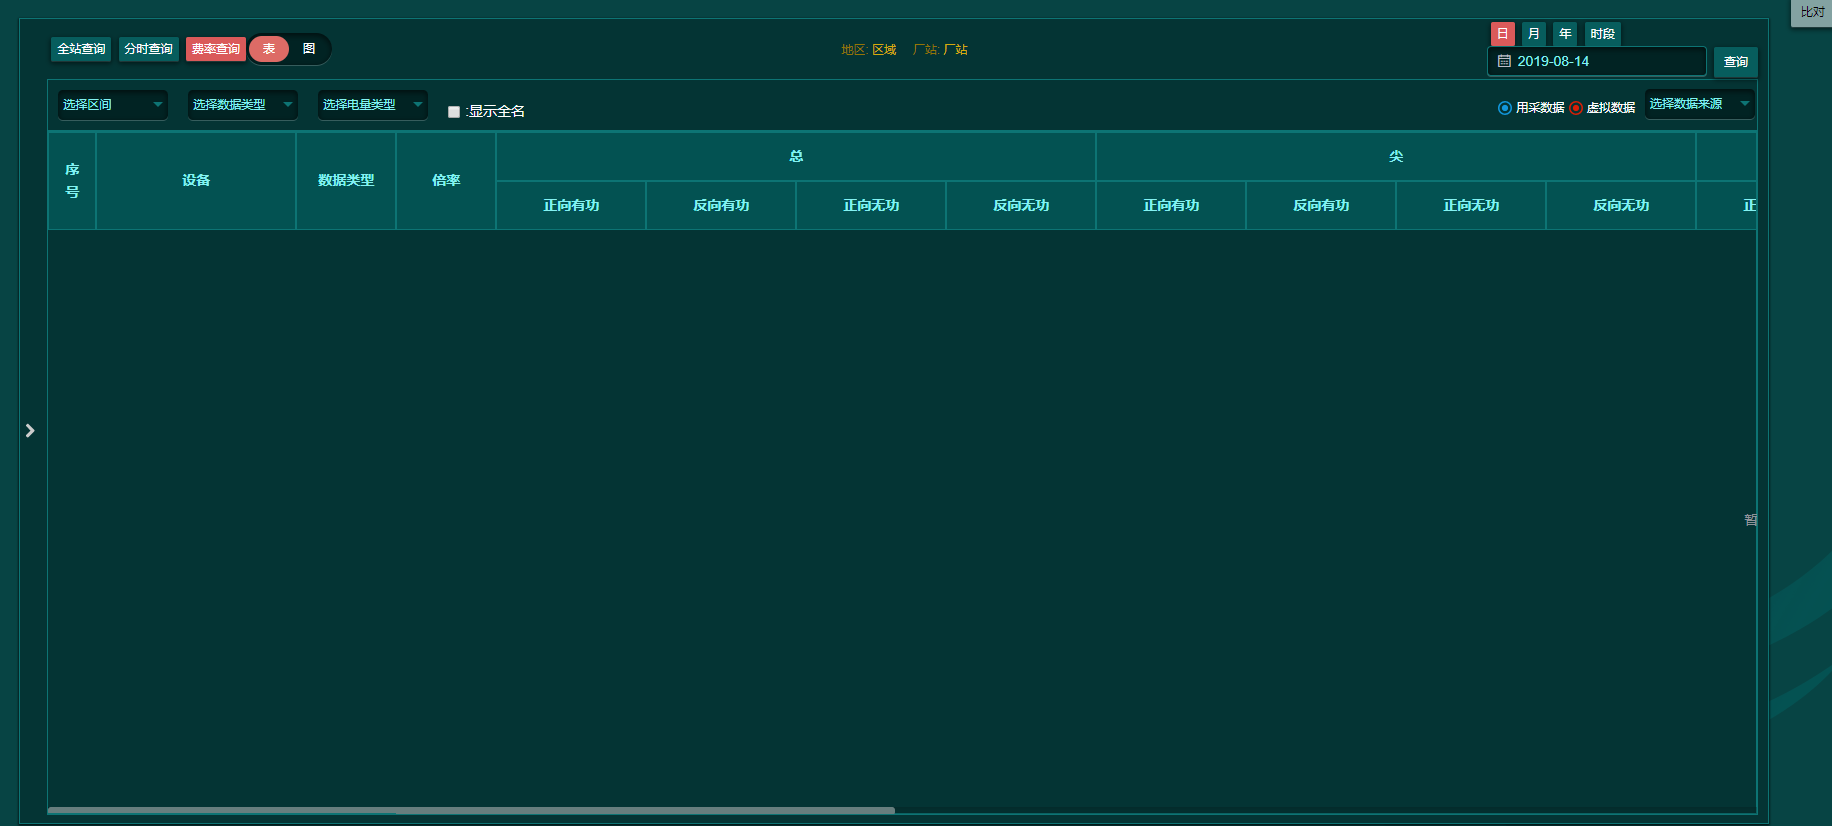 比对
全站查询 分时查询 费率查询 表 图
地区: 区域 厂站: 厂站
日 月 年 时段
2019-08-14 查询
选择区间 选择数据类型 选择电量类型 :显示全名
用采数据 虚拟数据 选择数据来源
序号 设备 数据类型 倍率 总 尖
正向有功 反向有功 正向无功 反向无功 正向有功 反向有功 正向无功 反向无功 正
暂